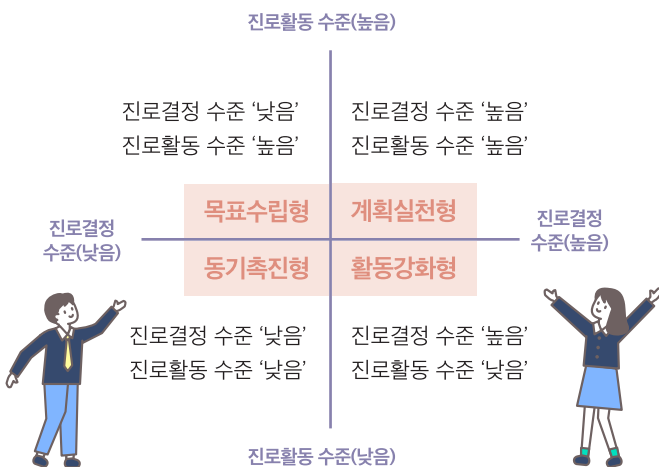 진로활동 수준(높음)
진로결정 수준 ‘낮음’
진로활동 수준 ‘높음’
진로결정 수준 ‘높음’
진로활동 수준 ‘높음’
목표수립형
계획실천형
진로결정
수준(낮음)
진로결정
수준(높음)
동기촉진형
활동강화형
진로결정 수준 ‘낮음’
진로활동 수준 ‘낮음’
진로결정 수준 ‘높음’
진로활동 수준 ‘낮음’
진로활동 수준(낮음)